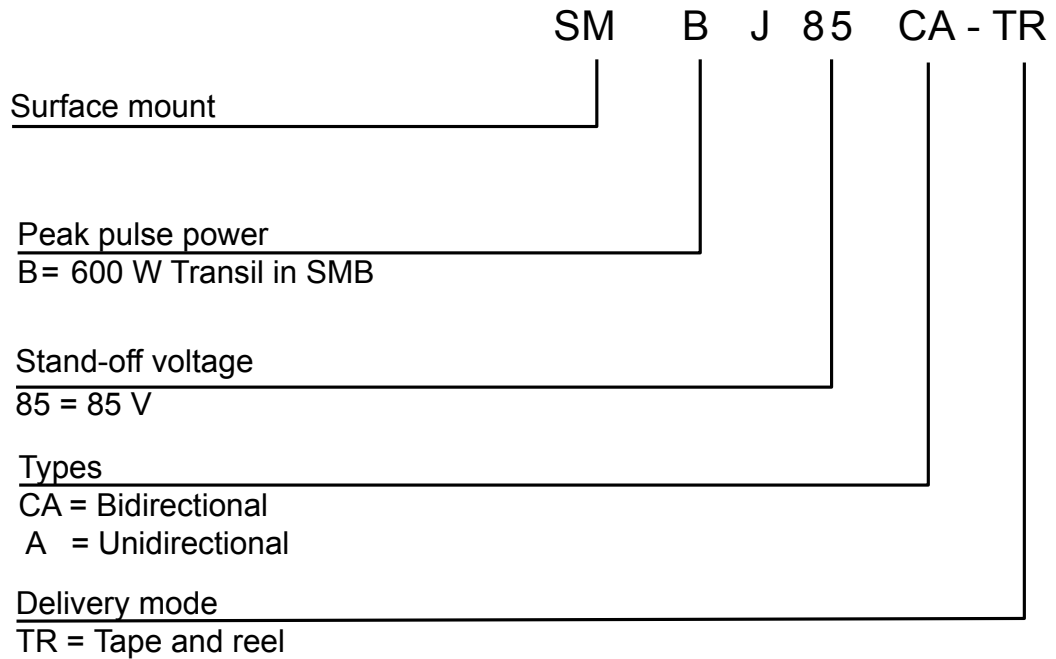 SM B J 85 CA - TR
Surface mount
Peak pulse power
B= 600 W Transil in SMB
Stand-off voltage
85 = 85 V
Types
CA = Bidirectional
A = Unidirectional
Delivery mode
TR = Tape and reel